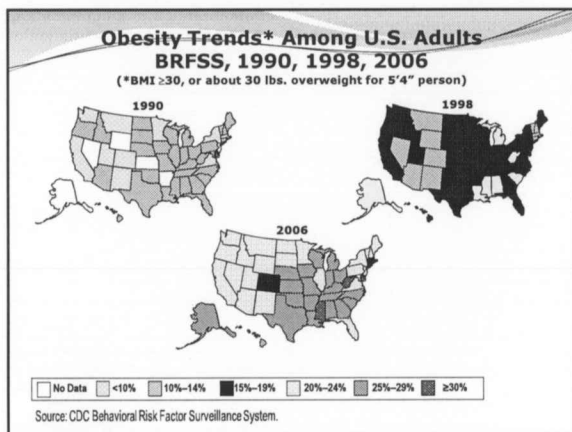 Obesity Trends* Among U.S. Adults
BRFSS, 1990, 1998, 2006
(*BMI ≥30, or about 30 lbs. overweight for 5’4” person)
1990
1998
2006
No Data <10% 10%–14% 15%–19% 20%–24% 25%–29% ≥30%
Source: CDC Behavioral Risk Factor Surveillance System.